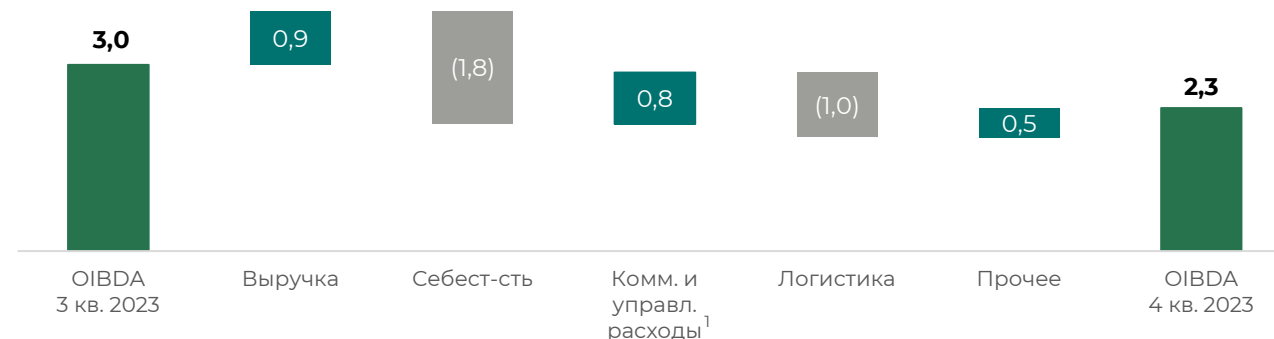 3,0
0,9
(1,8)
0,8
(1,0)
0,5
2,3
OIBDA
3 кв. 2023
Выручка
Себест-сть
Комм. и
управл.
расходы¹
Логистика
Прочее
OIBDA
4 кв. 2023